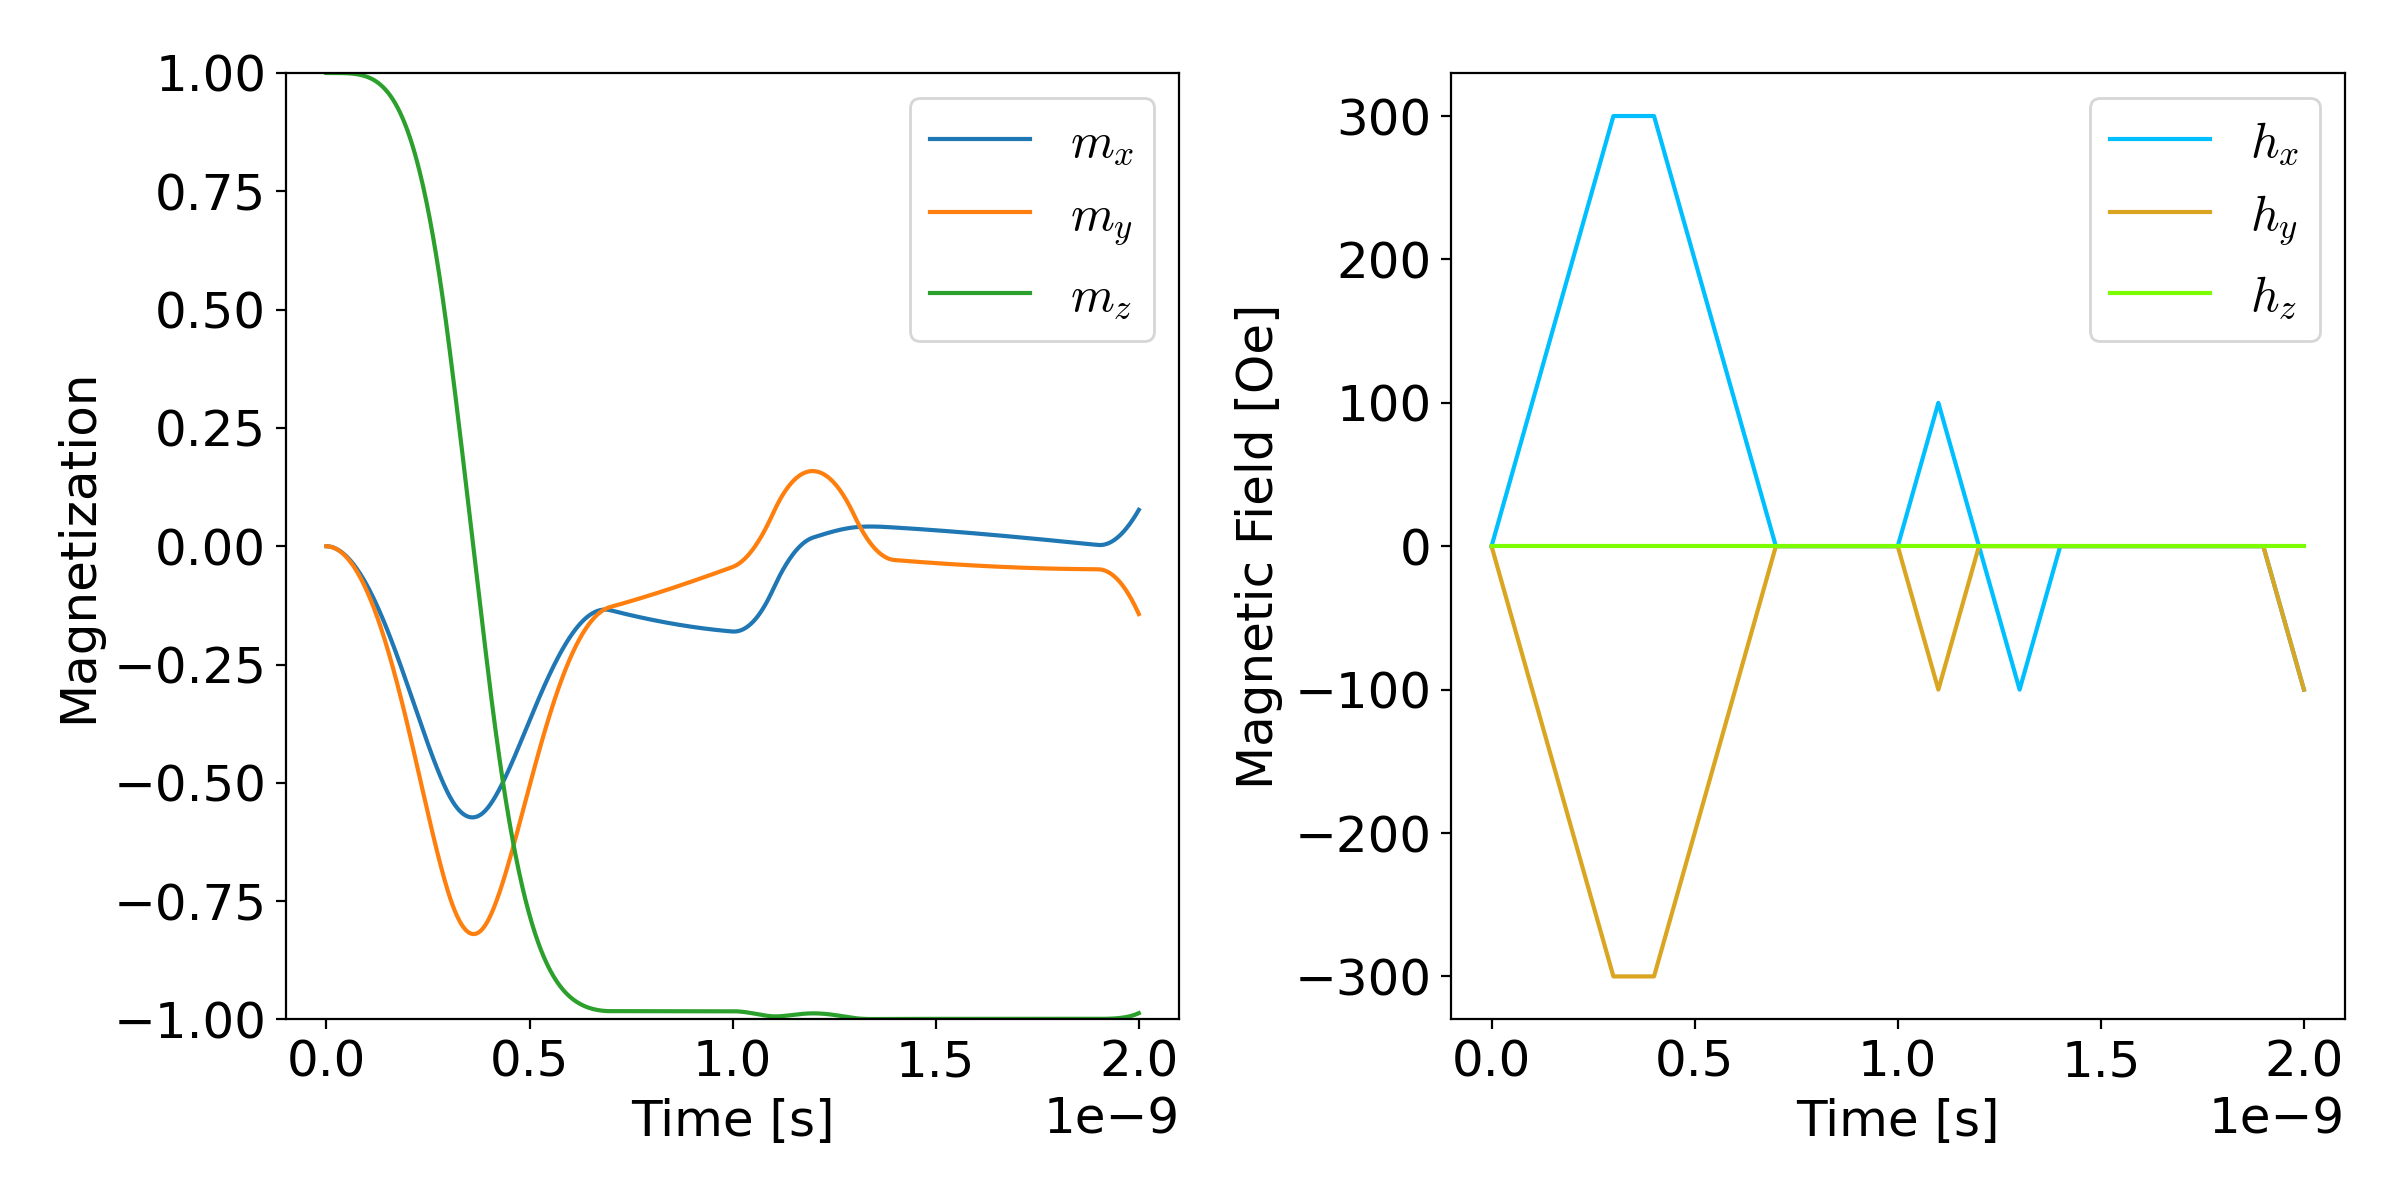 1.00
0.75
0.50
0.25
0.00
−0.25
−0.50
−0.75
−1.00
Magnetization
0.0 0.5 1.0 1.5 2.0
Time [s]
1e−9
m_x
m_y
m_z
300
200
100
0
−100
−200
−300
Magnetic Field [Oe]
0.0 0.5 1.0 1.5 2.0
Time [s]
1e−9
h_x
h_y
h_z